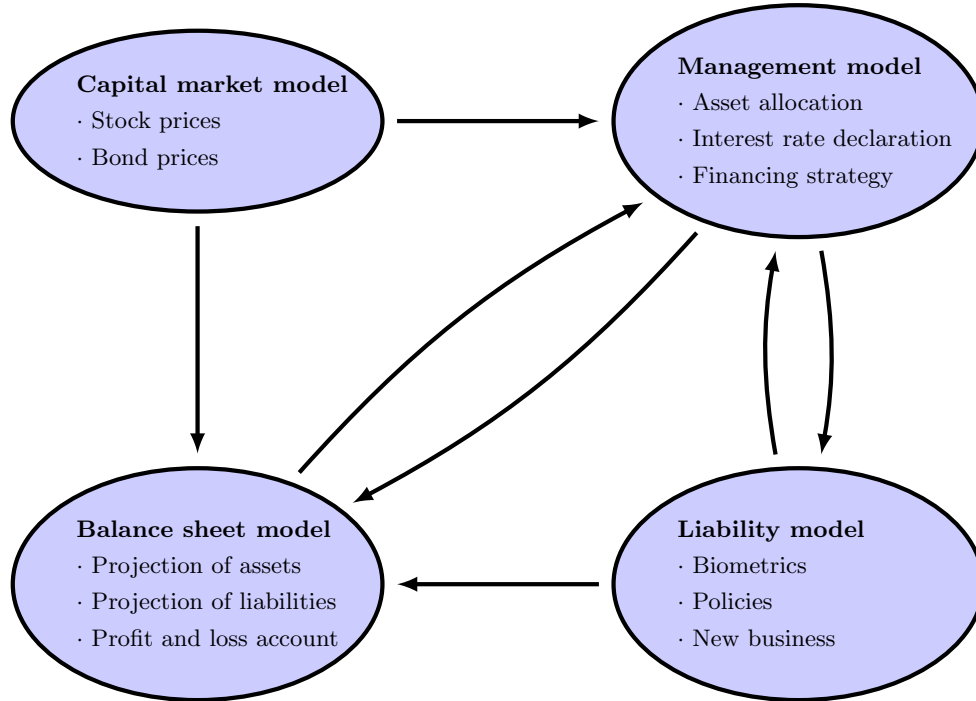 Capital market model
· Stock prices
· Bond prices
Management model
· Asset allocation
· Interest rate declaration
· Financing strategy
Balance sheet model
· Projection of assets
· Projection of liabilities
· Profit and loss account
Liability model
· Biometrics
· Policies
· New business